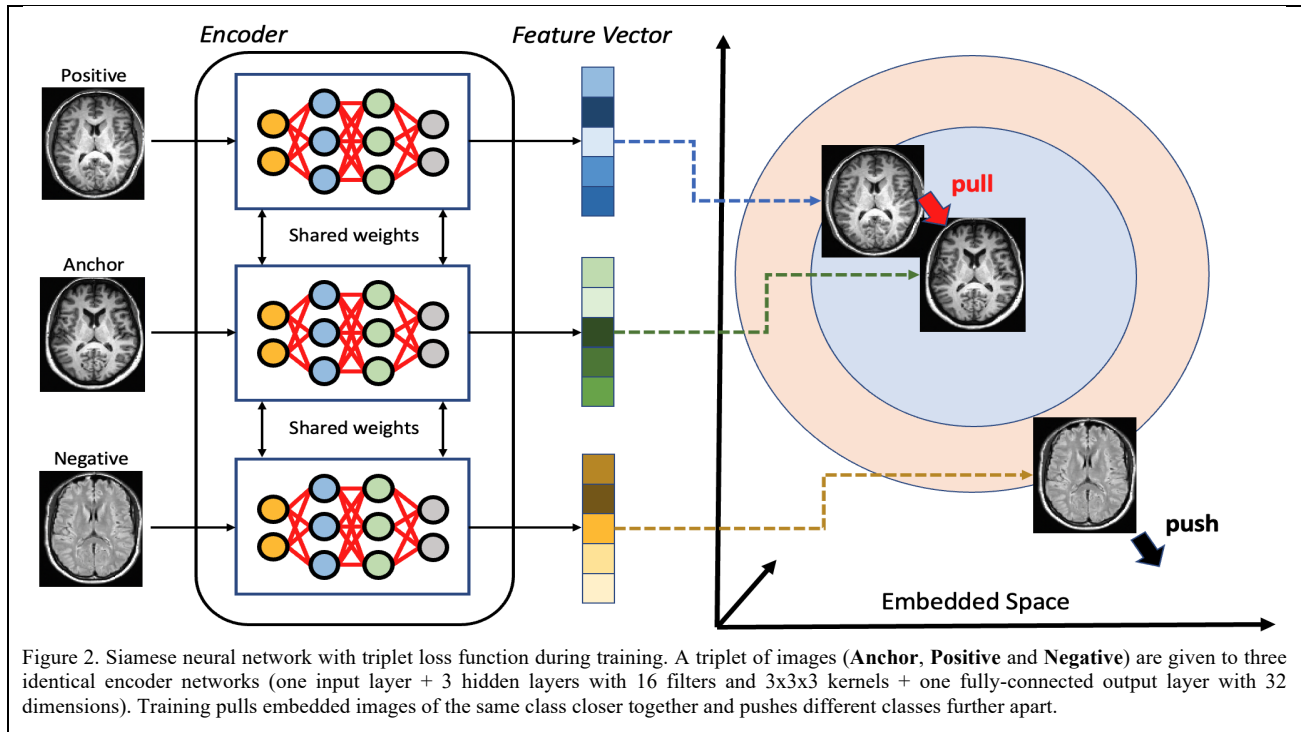 Encoder
Feature Vector
Positive
pull
Shared weights
Anchor
Shared weights
Negative
push
Embedded Space
Figure 2. Siamese neural network with triplet loss function during training. A triplet of images (Anchor, Positive and Negative) are given to three
identical encoder networks (one input layer + 3 hidden layers with 16 filters and 3x3x3 kernels + one fully-connected output layer with 32
dimensions). Training pulls embedded images of the same class closer together and pushes different classes further apart.